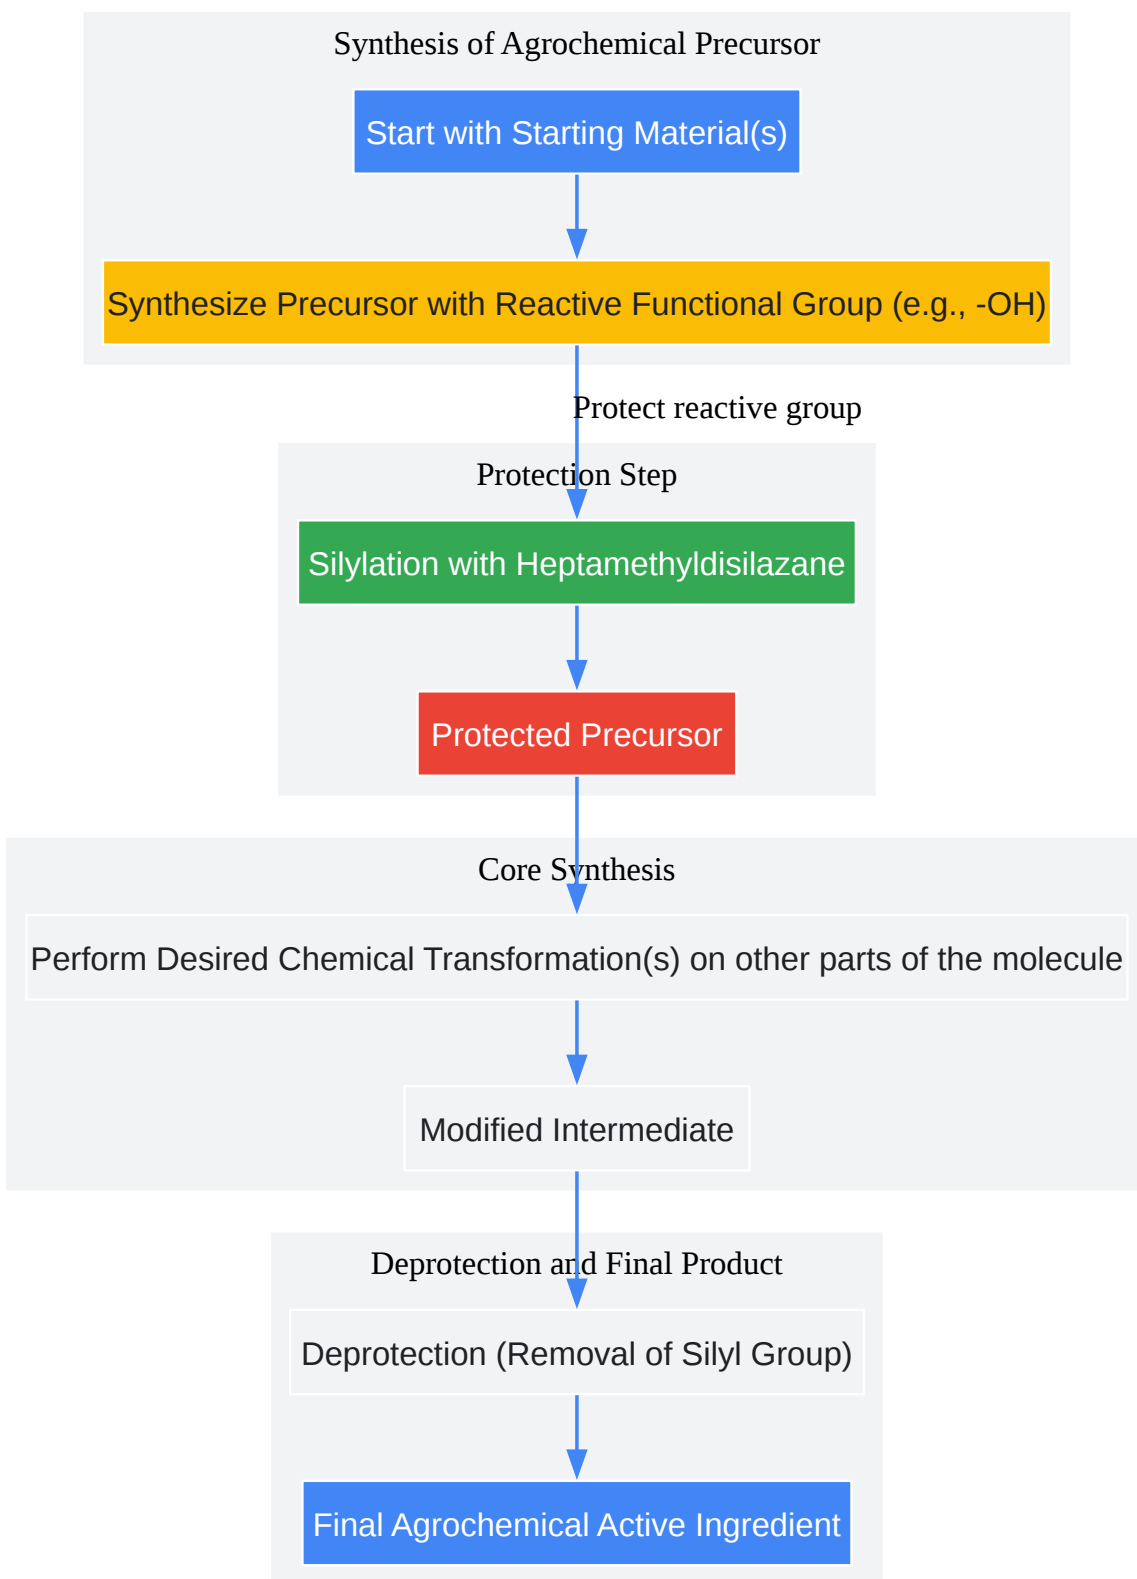 Synthesis of Agrochemical Precursor
Start with Starting Material(s)
Synthesize Precursor with Reactive Functional Group (e.g., -OH)
Protect reactive group
Protection Step
Silylation with Heptamethyldisilazane
Protected Precursor
Core Synthesis
Perform Desired Chemical Transformation(s) on other parts of the molecule
Modified Intermediate
Deprotection and Final Product
Deprotection (Removal of Silyl Group)
Final Agrochemical Active Ingredient